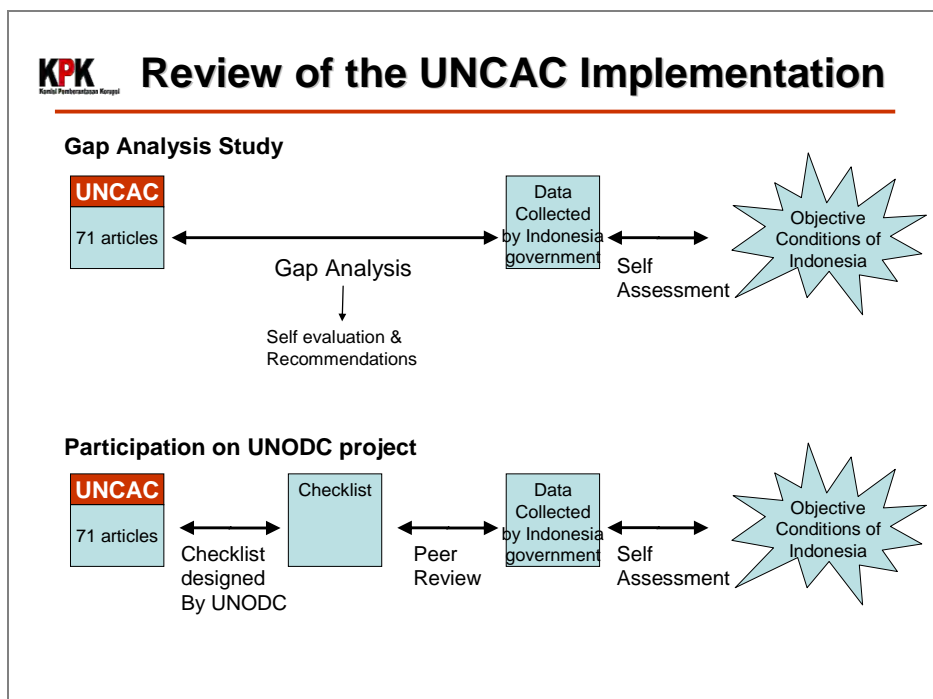 KPK
Komisi Pemberantasan Korupsi
Review of the UNCAC Implementation
Gap Analysis Study
UNCAC
71 articles
Gap Analysis
Self evaluation &
Recommendations
Data
Collected
by Indonesia
government
Self
Assessment
Objective
Conditions of
Indonesia
Participation on UNODC project
UNCAC
71 articles
Checklist
designed
By UNODC
Checklist
Peer
Review
Data
Collected
by Indonesia
government
Self
Assessment
Objective
Conditions of
Indonesia